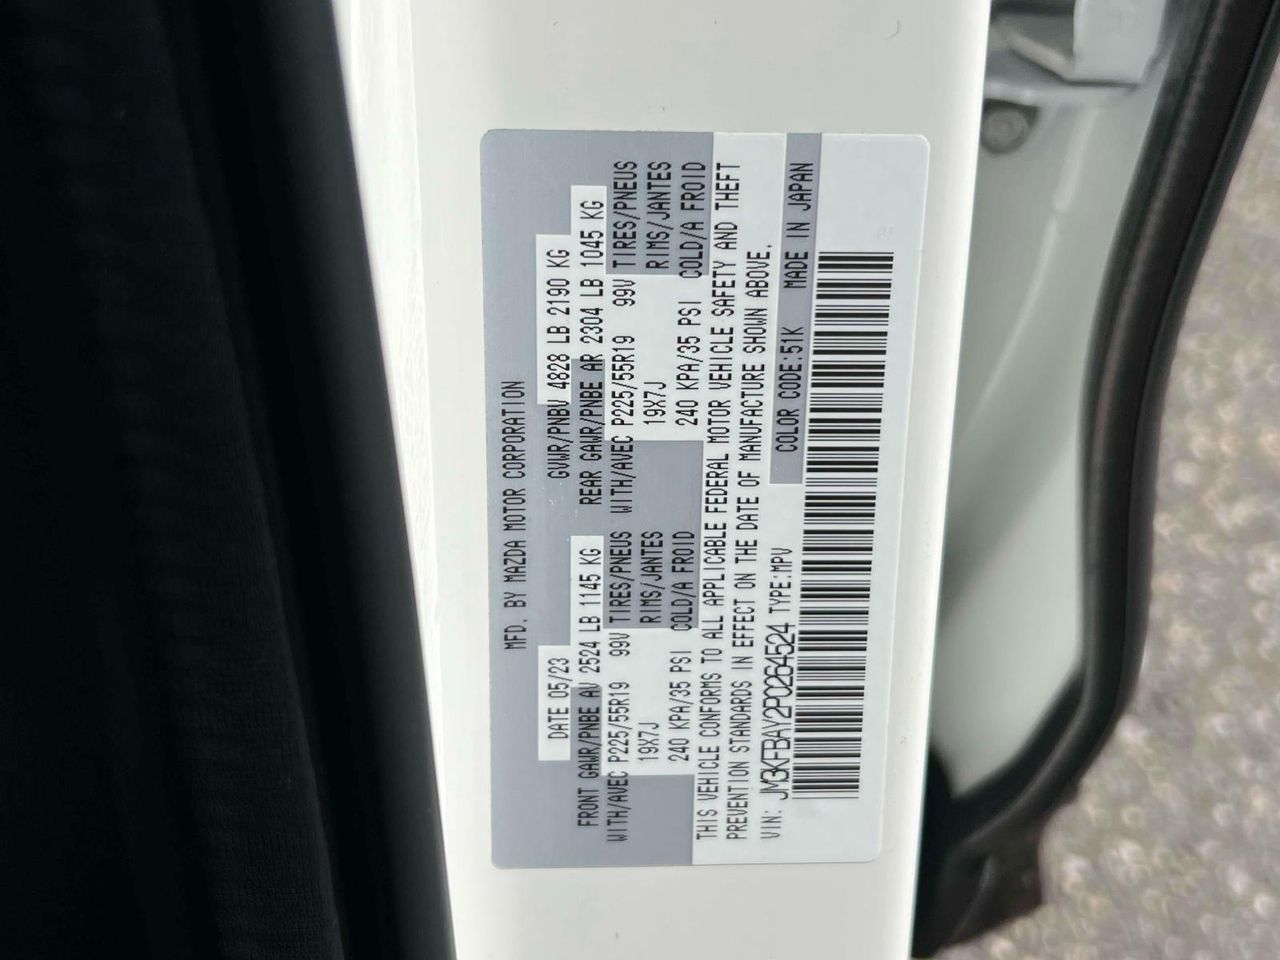 MFD. BY MAZDA MOTOR CORPORATION
DATE 05/23 GVWR/PNBV 4828 LB 2190 KG
FRONT GAWR/PNBE AV 2524 LB 1145 KG REAR GAWR/PNBE AR 2304 LB 1045 KG
WITH/AVEC P225/55R19 99V TIRES/PNEUS WITH/AVEC P225/55R19 99V TIRES/PNEUS
19X7J RIMS/JANTES 19X7J RIMS/JANTES
240 KPA/35 PSI COLD/A FROID 240 KPA/35 PSI COLD/A FROID
THIS VEHICLE CONFORMS TO ALL APPLICABLE FEDERAL MOTOR VEHICLE SAFETY AND THEFT
PREVENTION STANDARDS IN EFFECT ON THE DATE OF MANUFACTURE SHOWN ABOVE.
VIN: JM3KFBAY2P0264524 TYPE:MPV COLOR CODE:51K MADE IN JAPAN